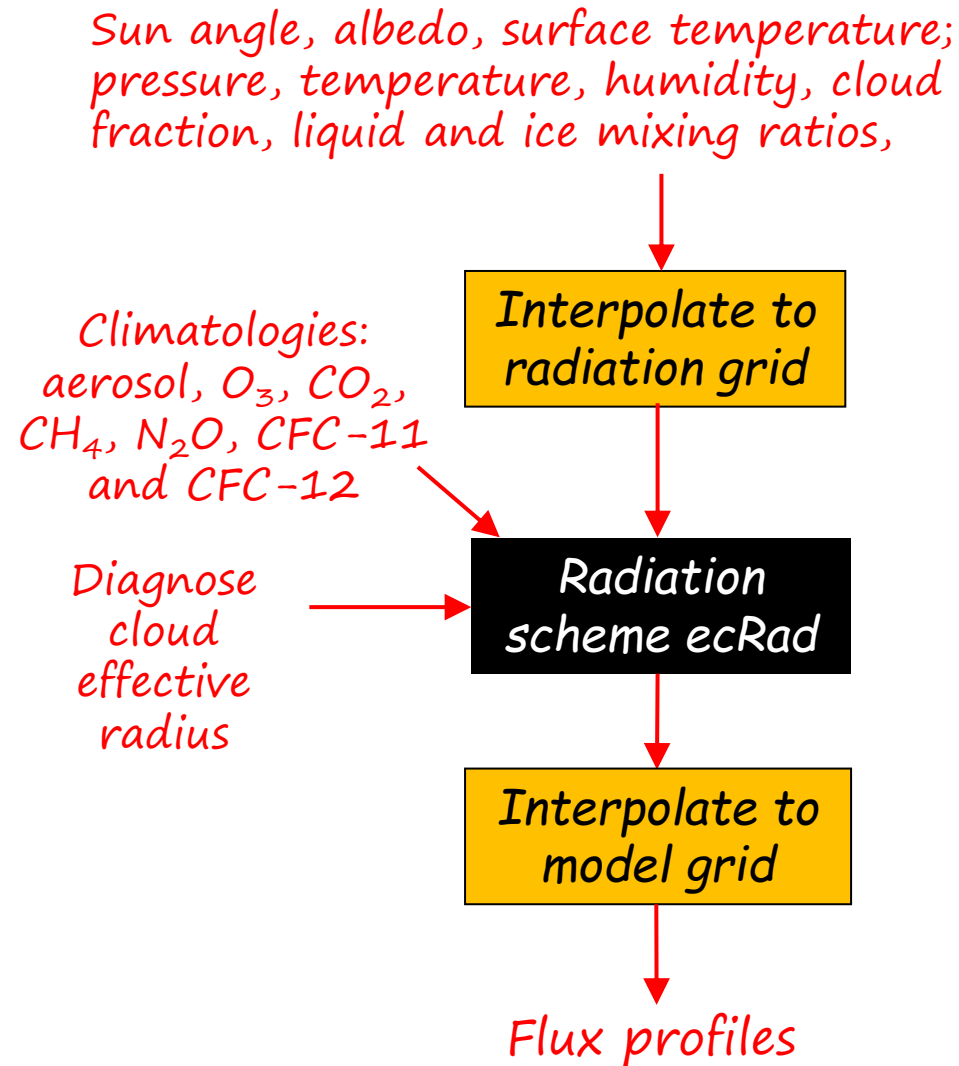 Sun angle, albedo, surface temperature;
pressure, temperature, humidity, cloud
fraction, liquid and ice mixing ratios,
Interpolate to
radiation grid
Climatologies:
aerosol, O₃, CO₂,
CH₄, N₂O, CFC-11
and CFC-12
Radiation
scheme ecRad
Diagnose
cloud
effective
radius
Interpolate to
model grid
Flux profiles